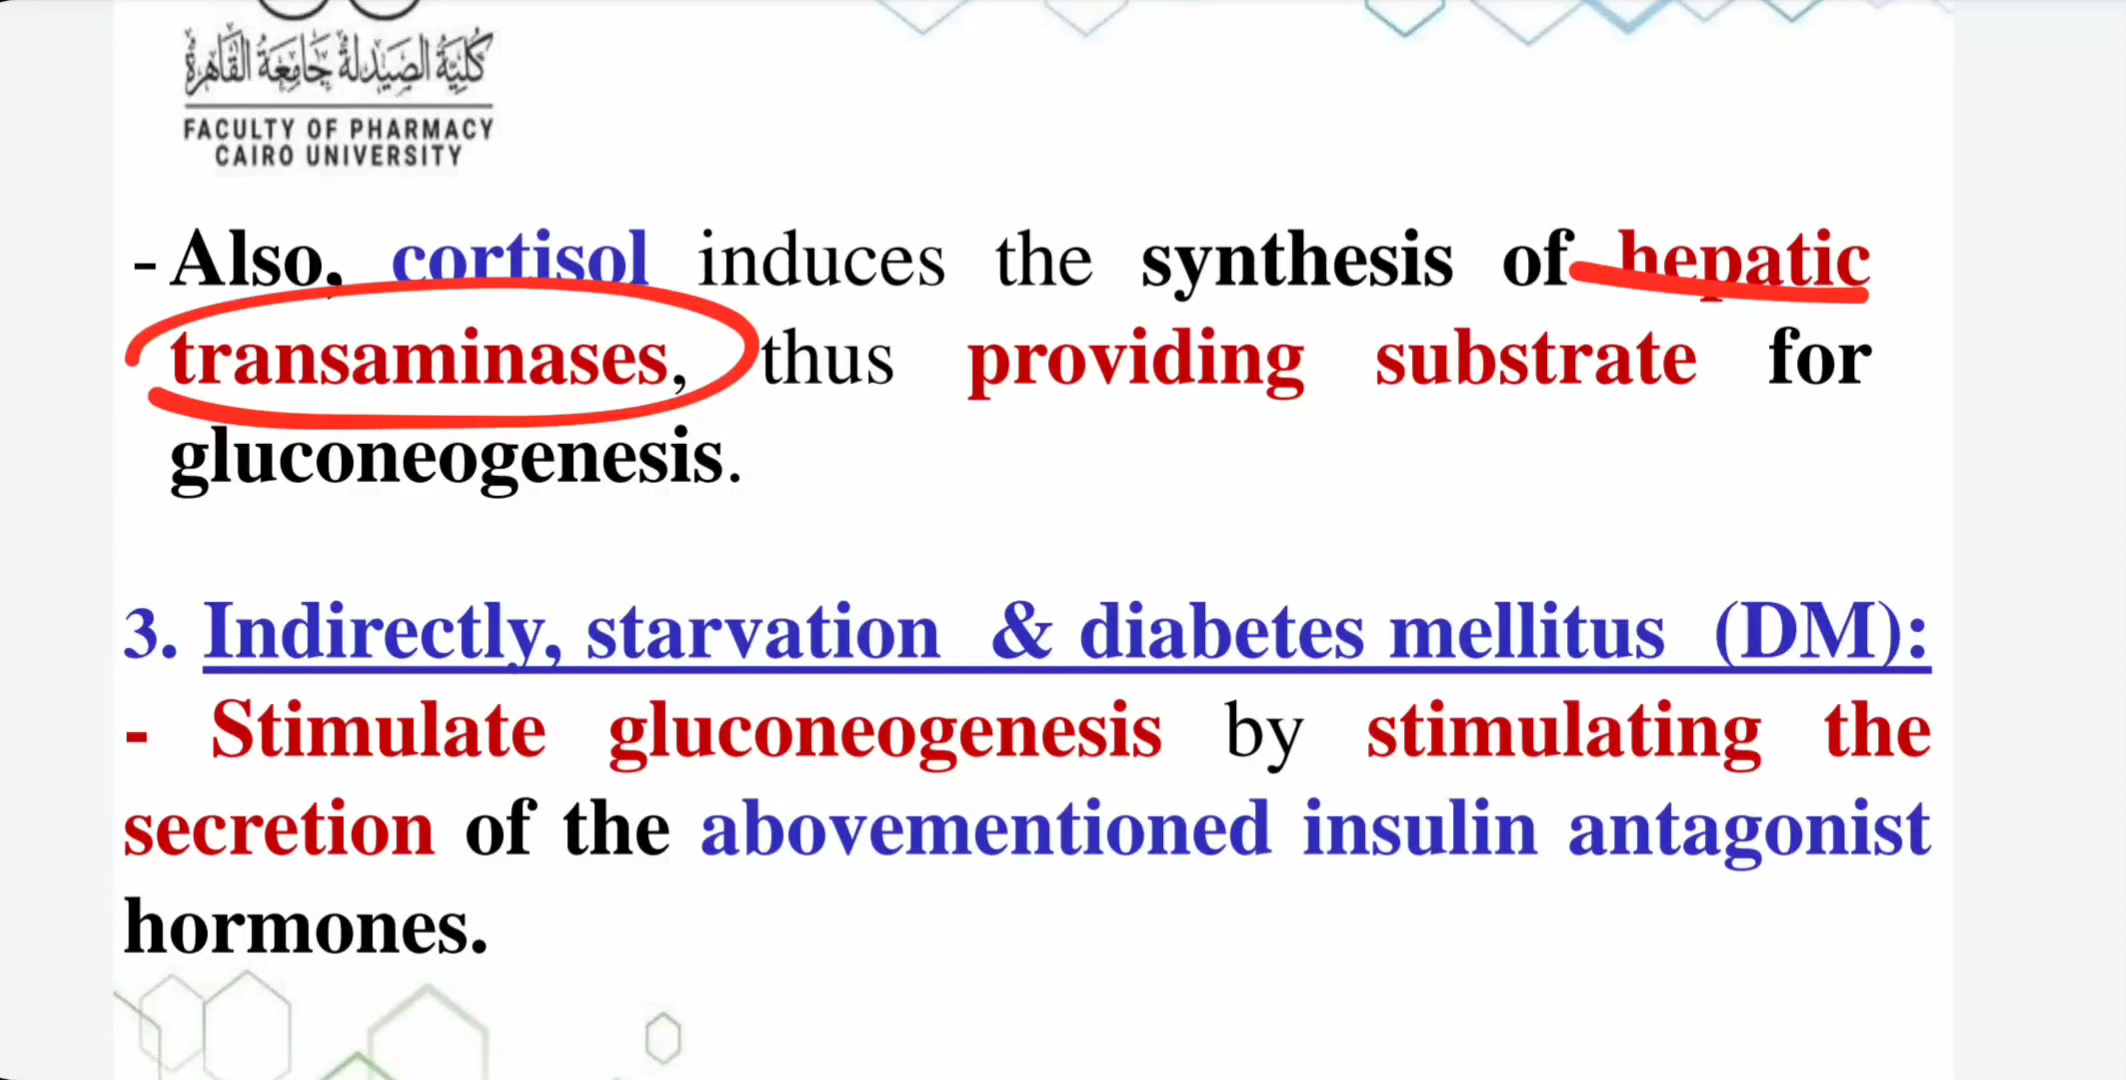 كلية الصيدلة جامعة القاهرة
FACULTY OF PHARMACY
CAIRO UNIVERSITY
- Also, cortisol induces the synthesis of hepatic
transaminases, thus providing substrate for
gluconeogenesis.
3. Indirectly, starvation & diabetes mellitus (DM):
- Stimulate gluconeogenesis by stimulating the
secretion of the abovementioned insulin antagonist
hormones.